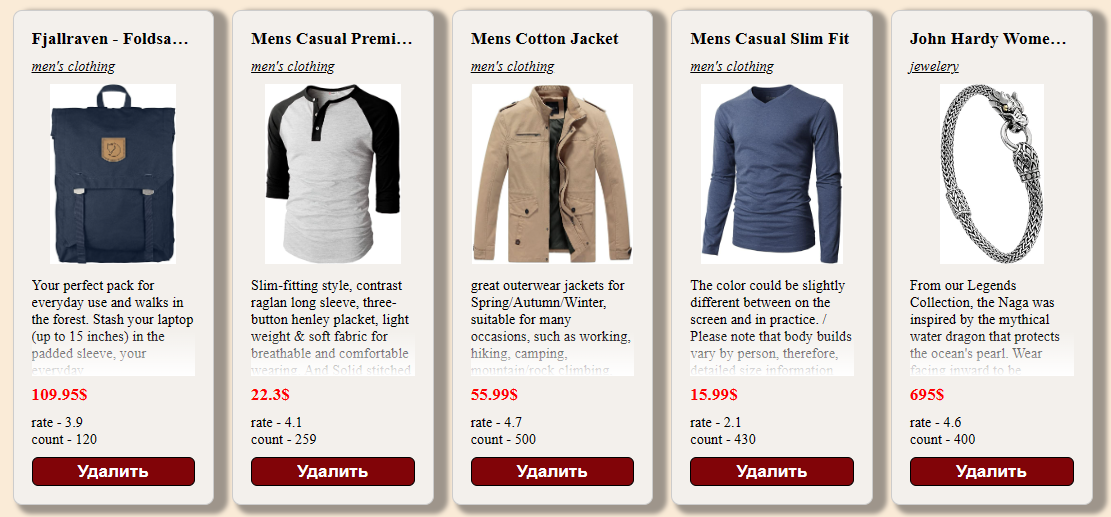 Fjallraven - Foldsa...
men's clothing
Your perfect pack for
everyday use and walks in
the forest. Stash your laptop
(up to 15 inches) in the
padded sleeve, your
everyday
109.95$
rate - 3.9
count - 120
Удалить
Mens Casual Premi...
men's clothing
Slim-fitting style, contrast
raglan long sleeve, three-
button henley placket, light
weight & soft fabric for
breathable and comfortable
wearing. And Solid stitched
22.3$
rate - 4.1
count - 259
Удалить
Mens Cotton Jacket
men's clothing
great outerwear jackets for
Spring/Autumn/Winter,
suitable for many
occasions, such as working,
hiking, camping,
mountain/rock climbing,
55.99$
rate - 4.7
count - 500
Удалить
Mens Casual Slim Fit
men's clothing
The color could be slightly
different between on the
screen and in practice. /
Please note that body builds
vary by person, therefore,
detailed size information
15.99$
rate - 2.1
count - 430
Удалить
John Hardy Wome...
jewelery
From our Legends
Collection, the Naga was
inspired by the mythical
water dragon that protects
the ocean's pearl. Wear
facing inward to be
695$
rate - 4.6
count - 400
Удалить